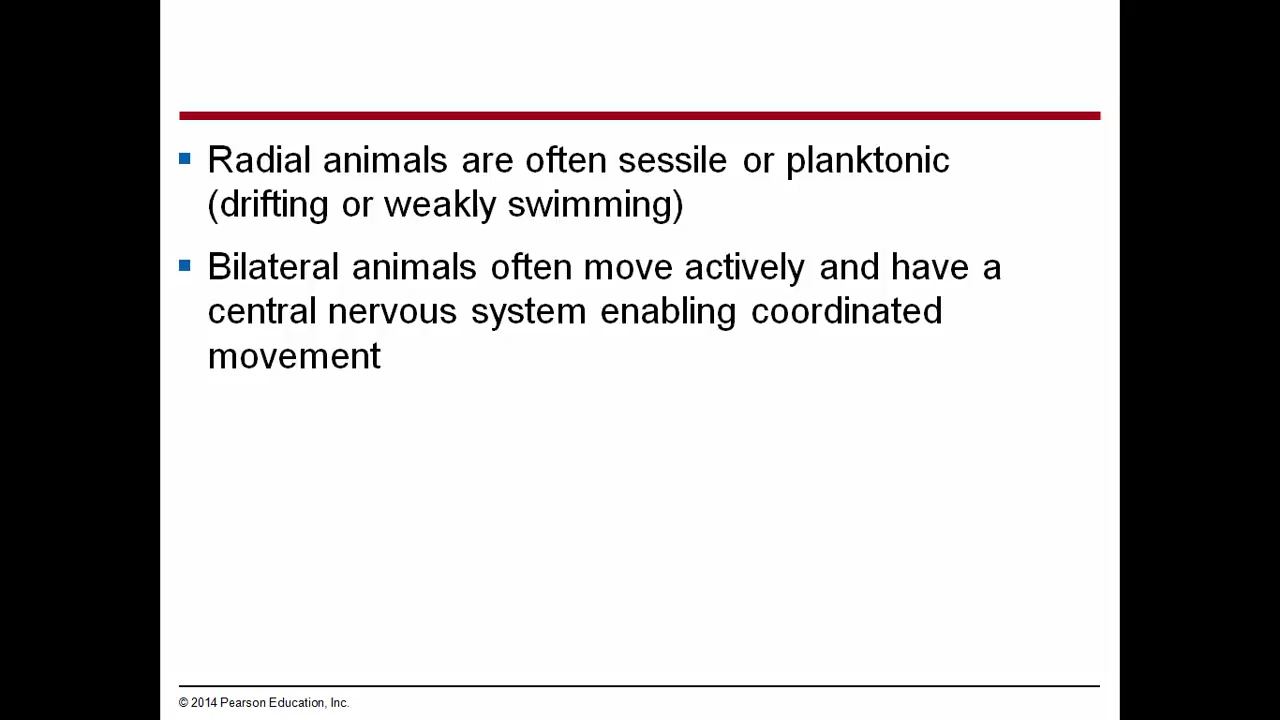 Radial animals are often sessile or planktonic
(drifting or weakly swimming)
Bilateral animals often move actively and have a
central nervous system enabling coordinated
movement
© 2014 Pearson Education, Inc.